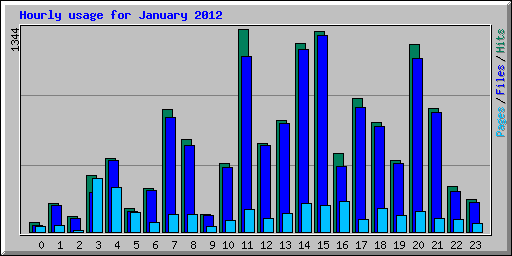 Hourly usage for January 2012
1344
Pages / Files / Hits
0 1 2 3 4 5 6 7 8 9 10 11 12 13 14 15 16 17 18 19 20 21 22 23